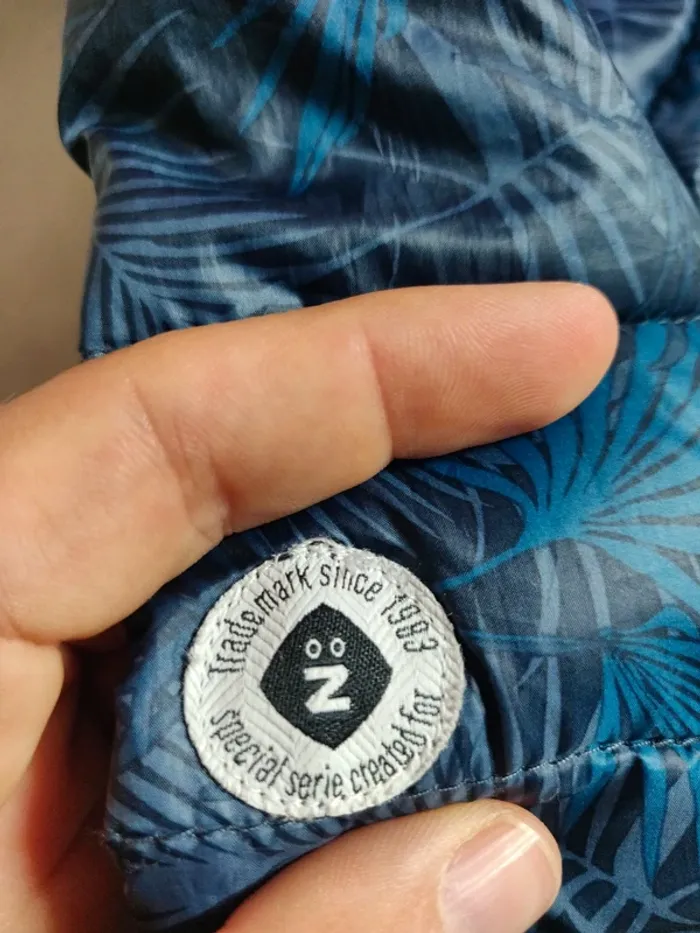 Trademark since 1983
N
special serie created for